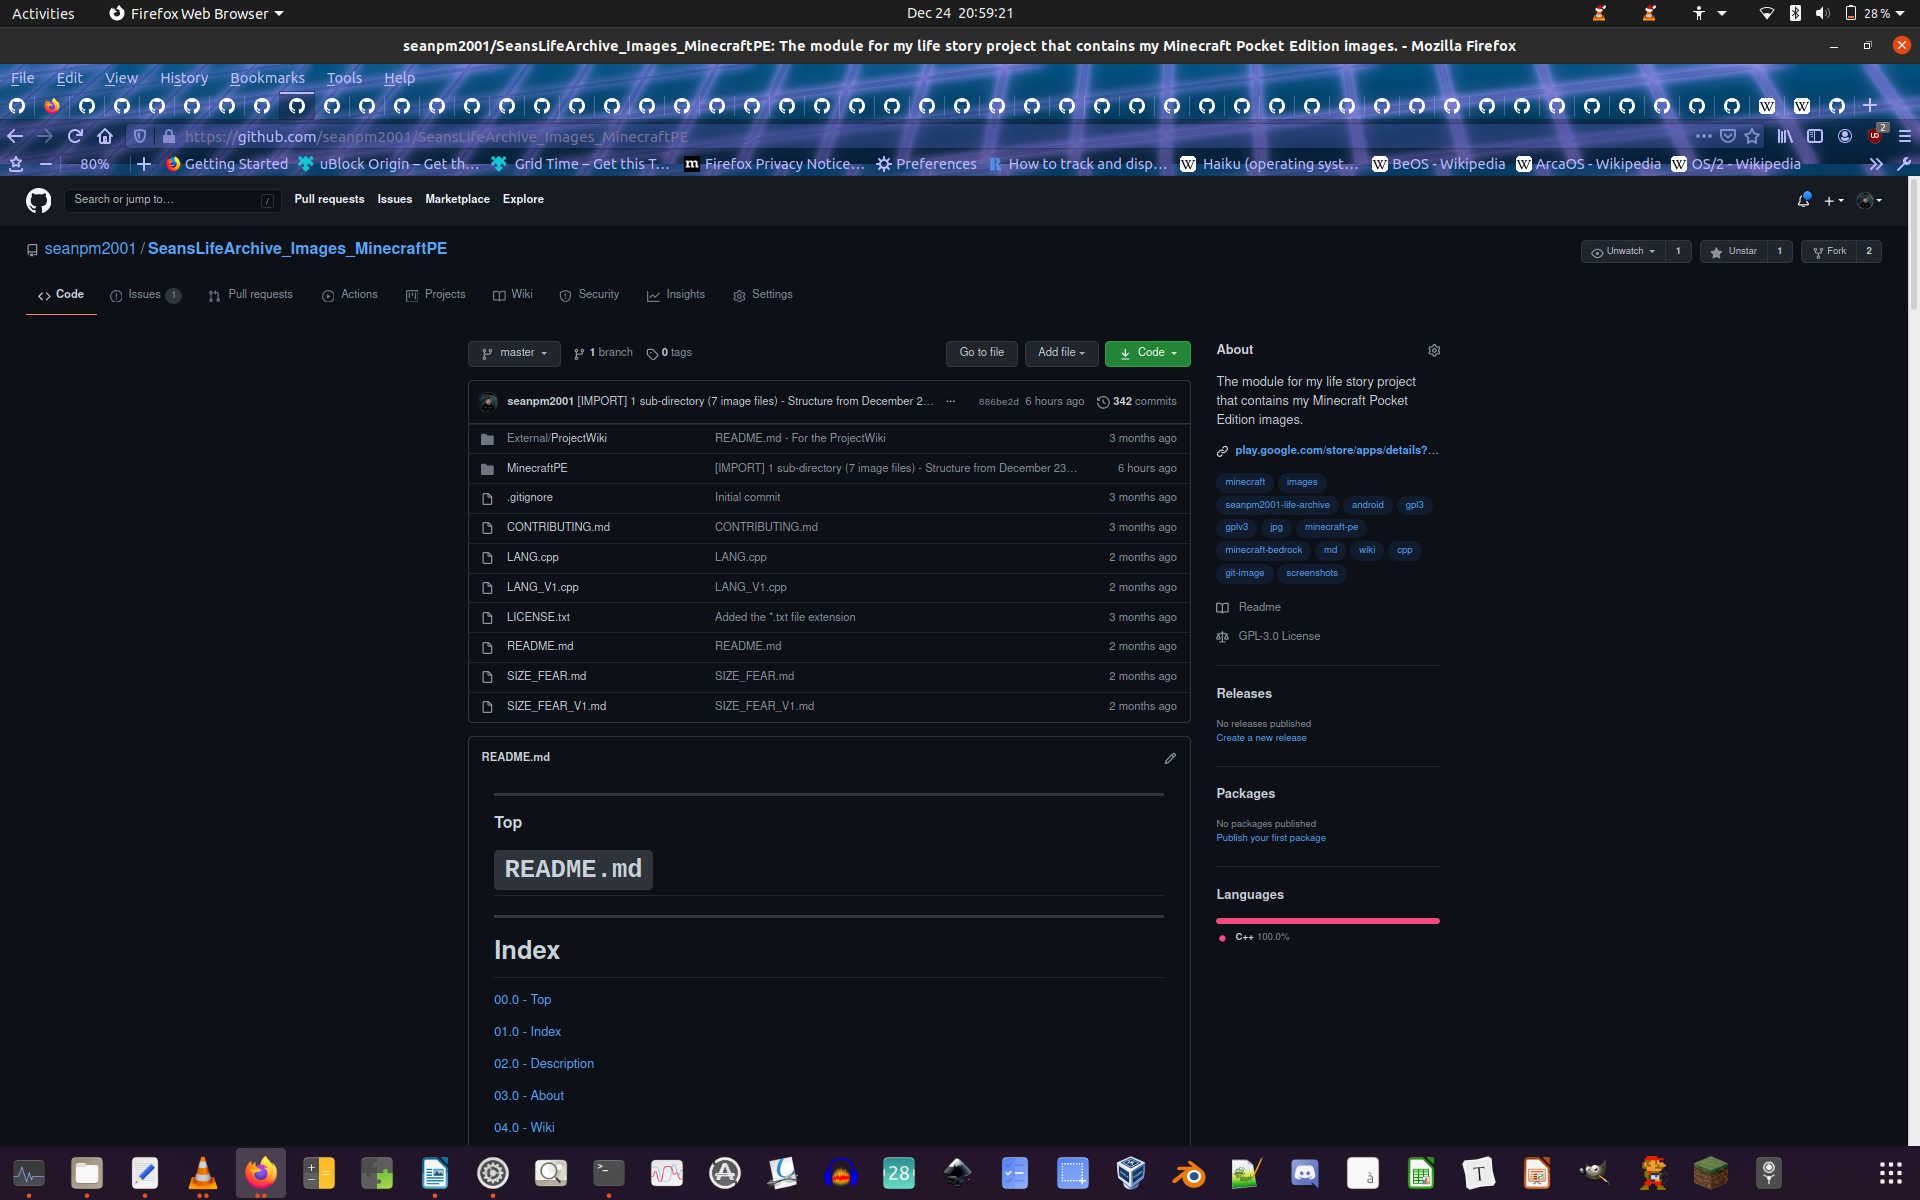 Activities Firefox Web Browser Dec 24 20:59:21 28 %
seanpm2001/SeansLifeArchive_Images_MinecraftPE: The module for my life story project that contains my Minecraft Pocket Edition images. - Mozilla Firefox
File Edit View History Bookmarks Tools Help
https://github.com/seanpm2001/SeansLifeArchive_Images_MinecraftPE 2
80% Getting Started uBlock Origin – Get th… Grid Time – Get this T… Firefox Privacy Notice… Preferences How to track and disp… Haiku (operating syst… BeOS - Wikipedia ArcaOS - Wikipedia OS/2 - Wikipedia
Search or jump to… / Pull requests Issues Marketplace Explore
seanpm2001 / SeansLifeArchive_Images_MinecraftPE Unwatch 1 Unstar 1 Fork 2
Code Issues 1 Pull requests Actions Projects Wiki Security Insights Settings
master 1 branch 0 tags Go to file Add file Code
seanpm2001 [IMPORT] 1 sub-directory (7 image files) - Structure from December 2… ... 886be2d 6 hours ago 342 commits
External/ProjectWiki README.md - For the ProjectWiki 3 months ago
MinecraftPE [IMPORT] 1 sub-directory (7 image files) - Structure from December 23… 6 hours ago
.gitignore Initial commit 3 months ago
CONTRIBUTING.md CONTRIBUTING.md 3 months ago
LANG.cpp LANG.cpp 2 months ago
LANG_V1.cpp LANG_V1.cpp 2 months ago
LICENSE.txt Added the *.txt file extension 3 months ago
README.md README.md 2 months ago
SIZE_FEAR.md SIZE_FEAR.md 2 months ago
SIZE_FEAR_V1.md SIZE_FEAR_V1.md 2 months ago
README.md
Top
README.md
Index
00.0 - Top
01.0 - Index
02.0 - Description
03.0 - About
04.0 - Wiki
About
The module for my life story project
that contains my Minecraft Pocket
Edition images.
play.google.com/store/apps/details?…
minecraft images
seanpm2001-life-archive android gpl3
gplv3 jpg minecraft-pe
minecraft-bedrock md wiki cpp
git-image screenshots
Readme
GPL-3.0 License
Releases
No releases published
Create a new release
Packages
No packages published
Publish your first package
Languages
C++ 100.0%
28